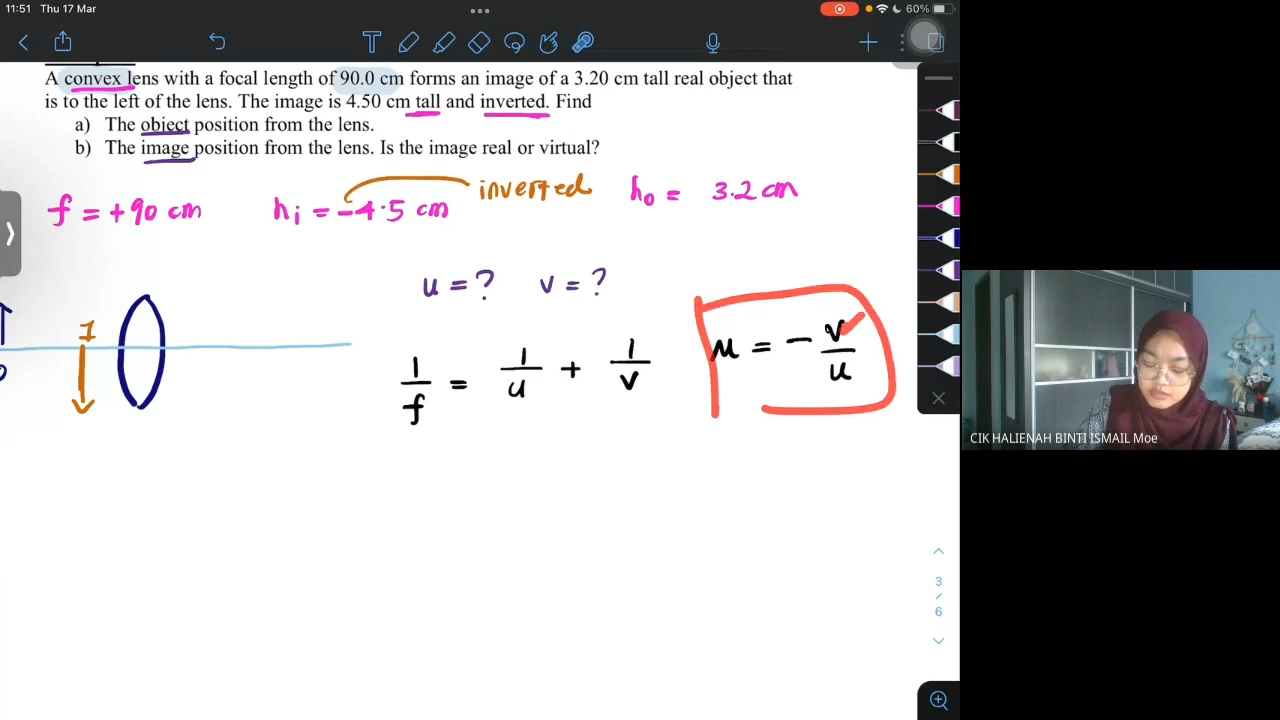 11:51 Thu 17 Mar
60%
T
A convex lens with a focal length of 90.0 cm forms an image of a 3.20 cm tall real object that
is to the left of the lens. The image is 4.50 cm tall and inverted. Find
a) The object position from the lens.
b) The image position from the lens. Is the image real or virtual?
f = +90 cm
hi = -4.5 cm
inverted
ho = 3.2 cm
u = ? v = ?
I
1/f = 1/u + 1/v
M = - v/u
3
/
6
CIK HALIENAH BINTI ISMAIL Moe